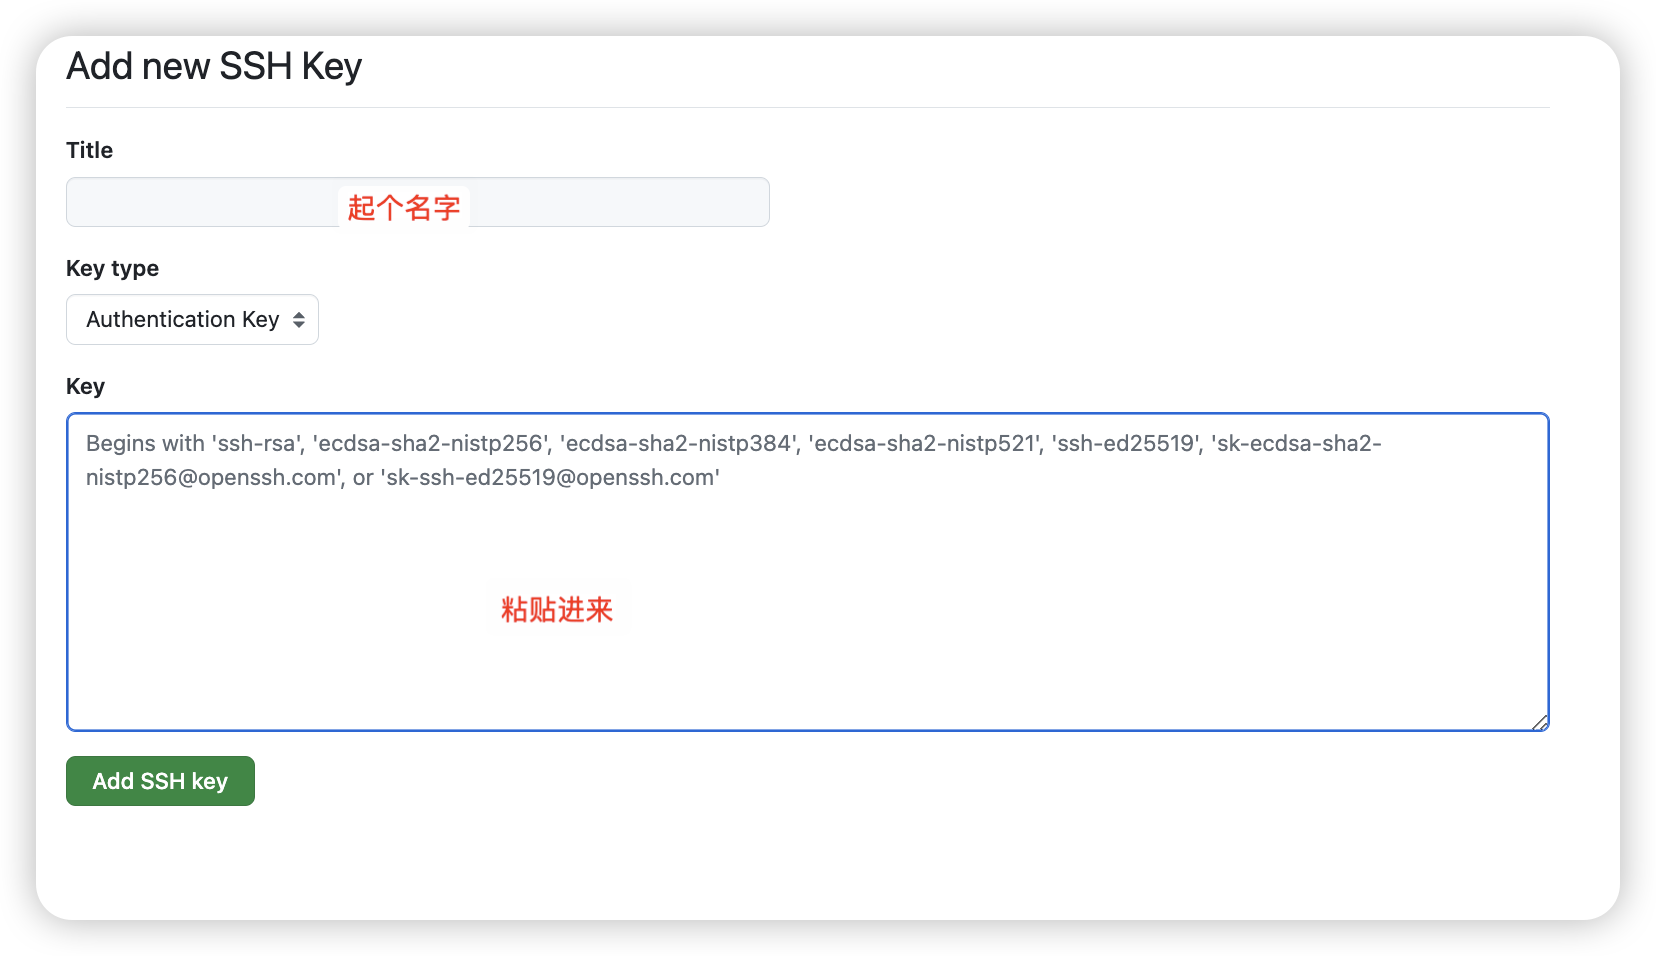 Add new SSH Key
Title
起个名字
Key type
Authentication Key
Key
Begins with 'ssh-rsa', 'ecdsa-sha2-nistp256', 'ecdsa-sha2-nistp384', 'ecdsa-sha2-nistp521', 'ssh-ed25519', 'sk-ecdsa-sha2-
nistp256@openssh.com', or 'sk-ssh-ed25519@openssh.com'
粘贴进来
Add SSH key